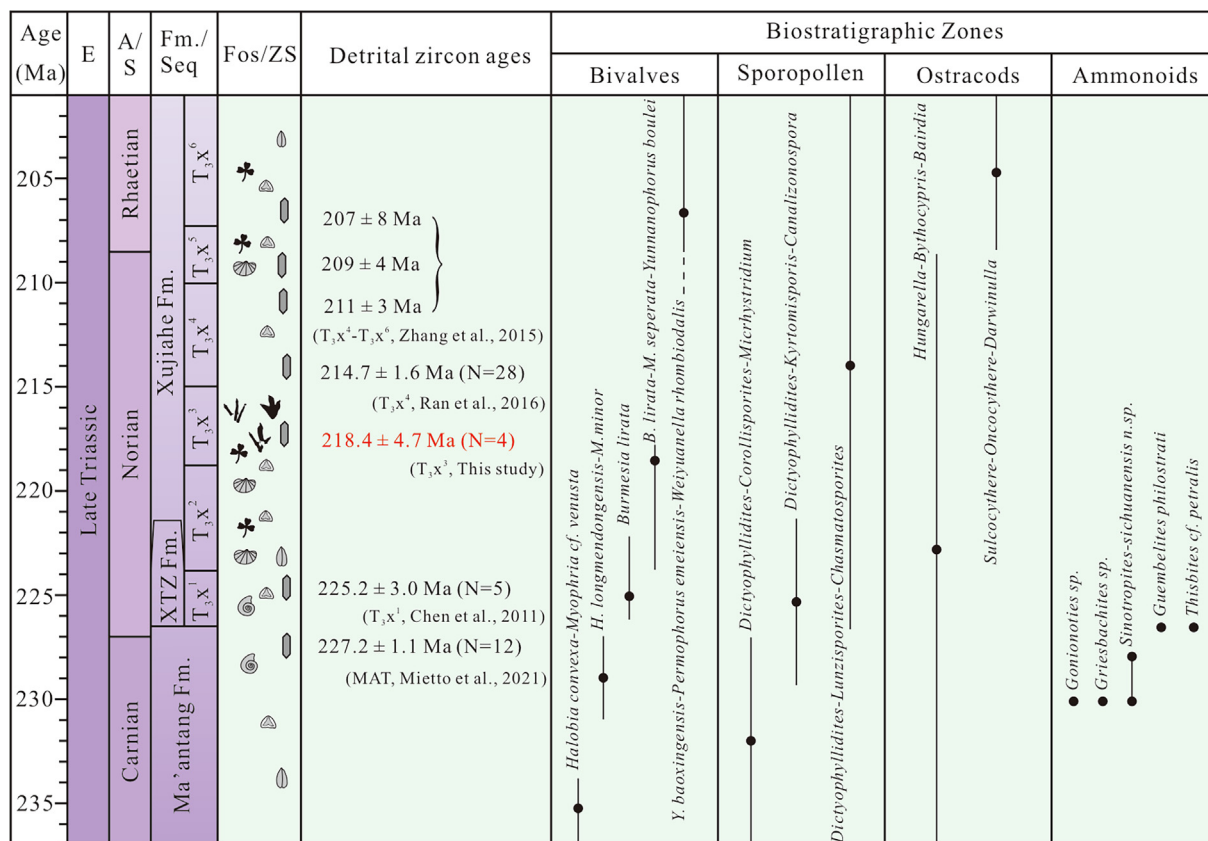 Age
(Ma)
E
A/
S
Fm./
Seq
Fos/ZS
Detrital zircon ages
Biostratigraphic Zones
Bivalves
Sporopollen
Ostracods
Ammonoids
205
210
215
220
225
230
235
Late Triassic
Rhaetian
Norian
Carnian
Xujiahe Fm.
XTZ Fm.
Ma’antang Fm.
T₃x⁶
T₃x⁵
T₃x⁴
T₃x³
T₃x²
T₃x¹
207 ± 8 Ma
209 ± 4 Ma
211 ± 3 Ma
(T₃x⁴-T₃x⁶, Zhang et al., 2015)
214.7 ± 1.6 Ma (N=28)
(T₃x⁴, Ran et al., 2016)
218.4 ± 4.7 Ma (N=4)
(T₃x³, This study)
225.2 ± 3.0 Ma (N=5)
(T₃x¹, Chen et al., 2011)
227.2 ± 1.1 Ma (N=12)
(MAT, Mietto et al., 2021)
Halobia convexa-Myophria cf. venusta
H. longmendongensis-M.minor
Burmesia lirata
B. lirata-M. seperata-Yunnanophorus boulei
Y. baoxingensis-Permophorus emeiensis-Weiyuanella rhombiodalis
Dictyophyllidites-Corollisporites-Micrhystridium
Dictyophyllidites-Kyrtomisporis-Canalizonospora
Dictyophyllidites-Lunzisporites-Chasmatosporites
Hungarella-Bythocypris-Bairdia
Sulcocythere-Oncocythere-Darwinulla
Gonionoties sp.
Griesbachites sp.
Sinotropites-sichuanensis n.sp.
Guembelites philostrati
Thisbites cf. petralis